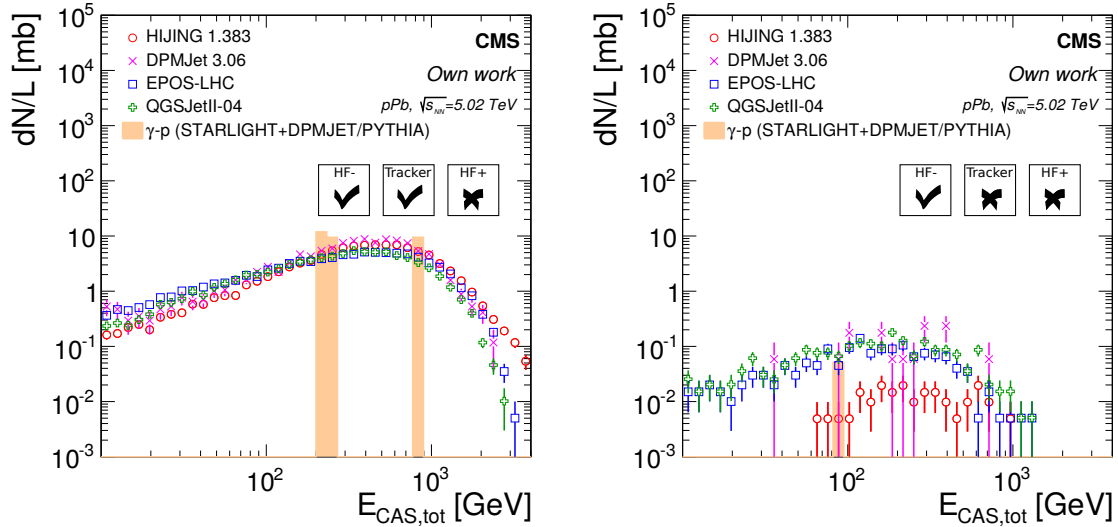 dN/L [mb]
10^5
10^4
10^3
10^2
10
1
10^-1
10^-2
10^-3
HIJING 1.383
DPMJet 3.06
EPOS-LHC
QGSJetII-04
γ-p (STARLIGHT+DPMJET/PYTHIA)
CMS
Own work
pPb, √s_NN=5.02 TeV
HF-
Tracker
HF+
10^2
10^3
E_CAS,tot [GeV]
dN/L [mb]
10^5
10^4
10^3
10^2
10
1
10^-1
10^-2
10^-3
HIJING 1.383
DPMJet 3.06
EPOS-LHC
QGSJetII-04
γ-p (STARLIGHT+DPMJET/PYTHIA)
CMS
Own work
pPb, √s_NN=5.02 TeV
HF-
Tracker
HF+
10^2
10^3
E_CAS,tot [GeV]